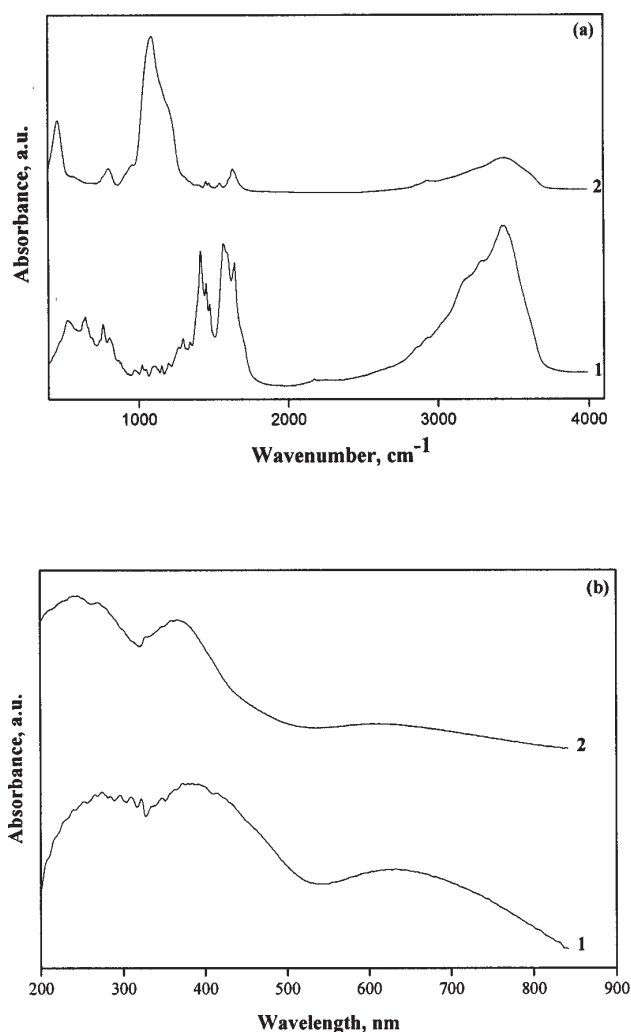 (a)
Absorbance, a.u.
2
1
1000 2000 3000 4000
Wavenumber, cm-1
(b)
Absorbance, a.u.
2
1
200 300 400 500 600 700 800 900
Wavelength, nm